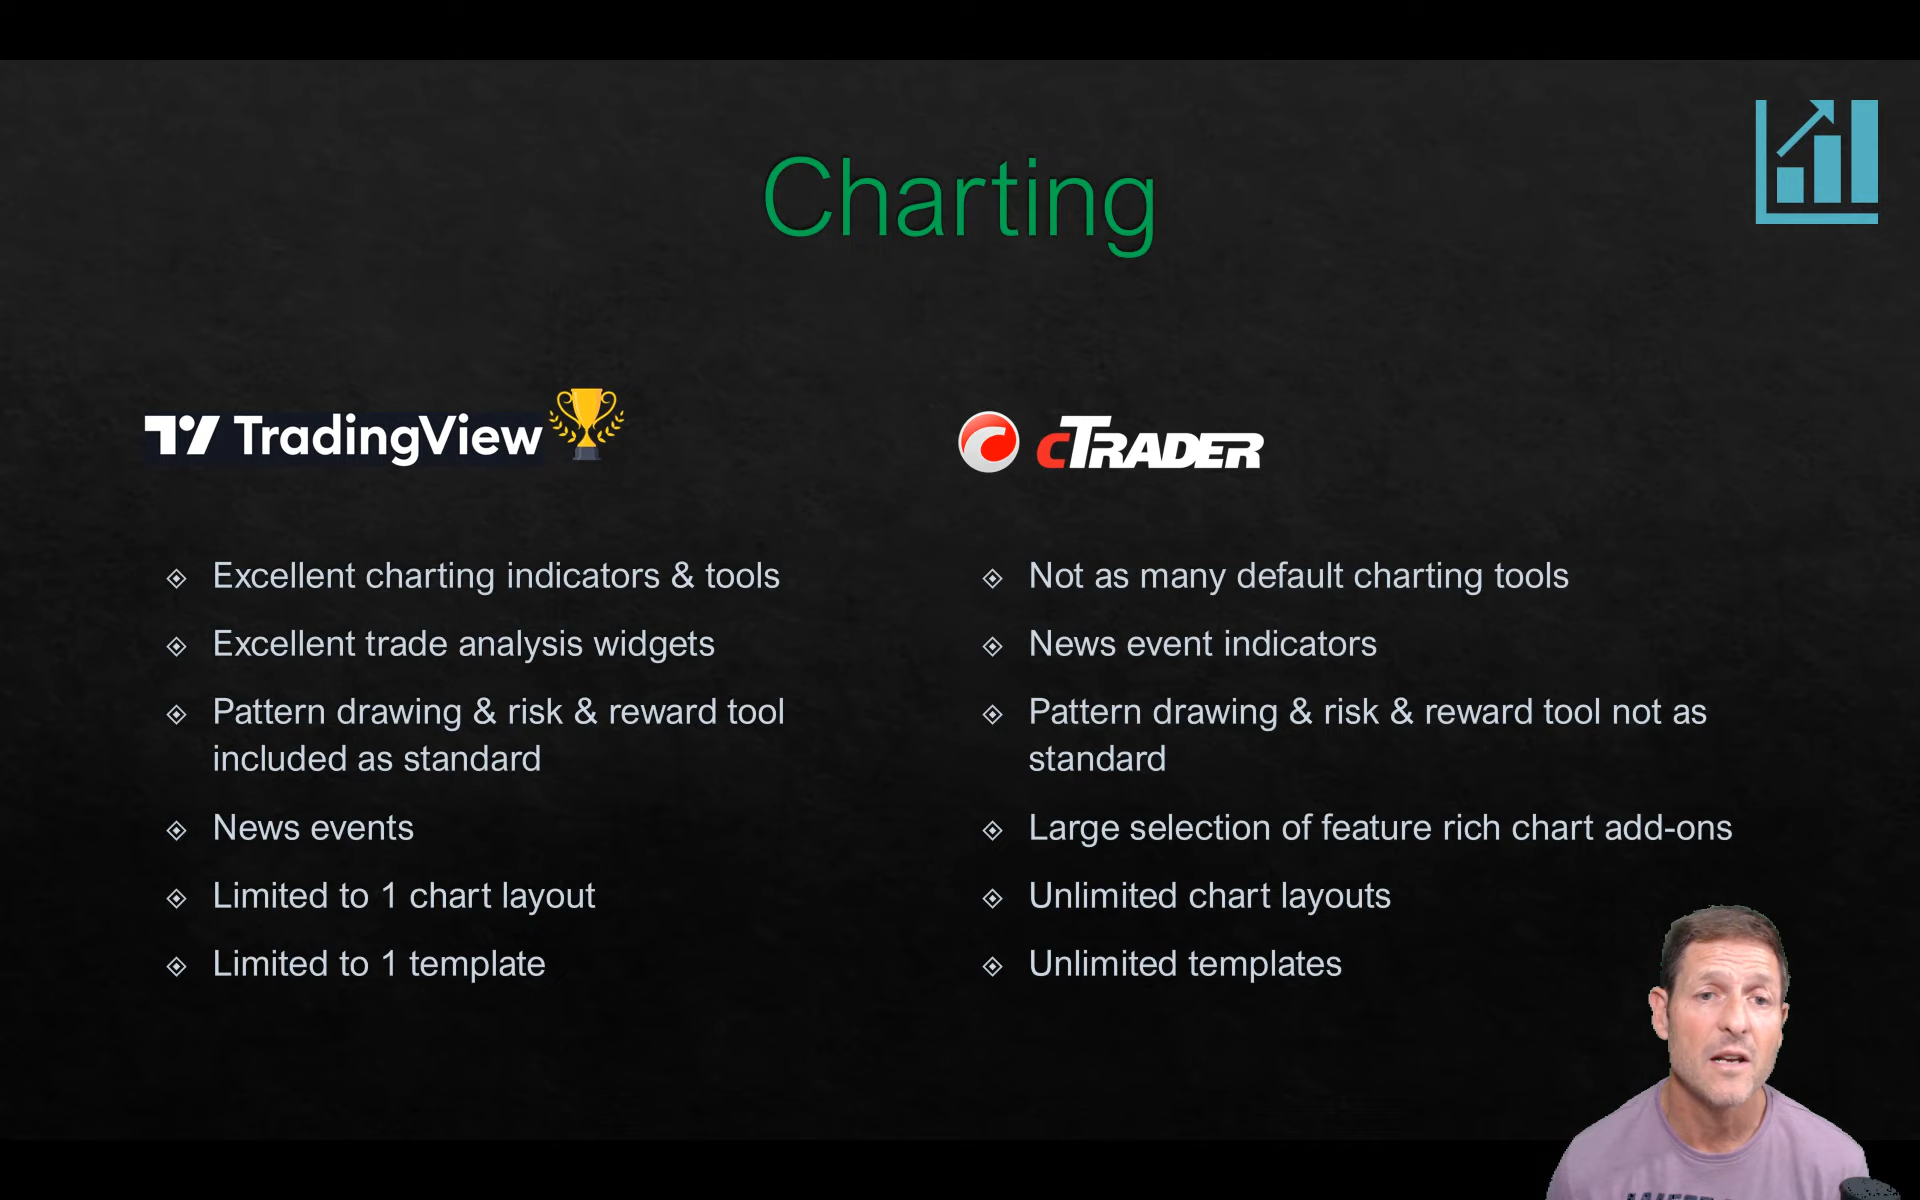 Charting
TradingView
cTRADER
Excellent charting indicators & tools
Excellent trade analysis widgets
Pattern drawing & risk & reward tool
included as standard
News events
Limited to 1 chart layout
Limited to 1 template
Not as many default charting tools
News event indicators
Pattern drawing & risk & reward tool not as
standard
Large selection of feature rich chart add-ons
Unlimited chart layouts
Unlimited templates